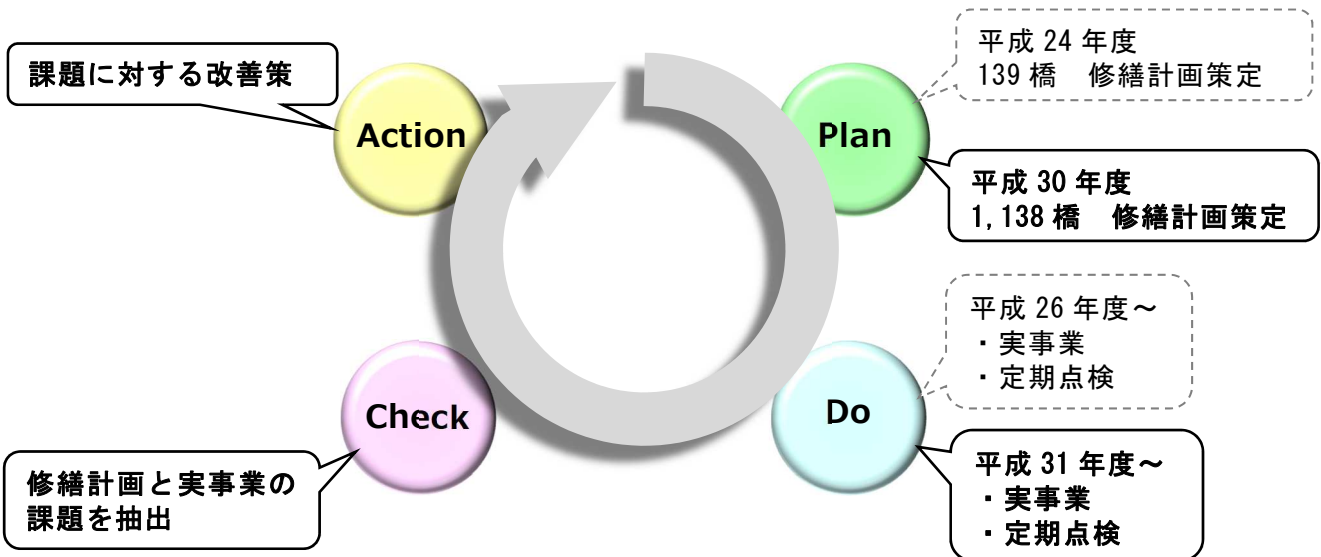 課題に対する改善策
Action
Plan
平成 24 年度
139 橋　修繕計画策定
平成 30 年度
1,138 橋　修繕計画策定
Check
修繕計画と実事業の
課題を抽出
Do
平成 26 年度～
・実事業
・定期点検
平成 31 年度～
・実事業
・定期点検